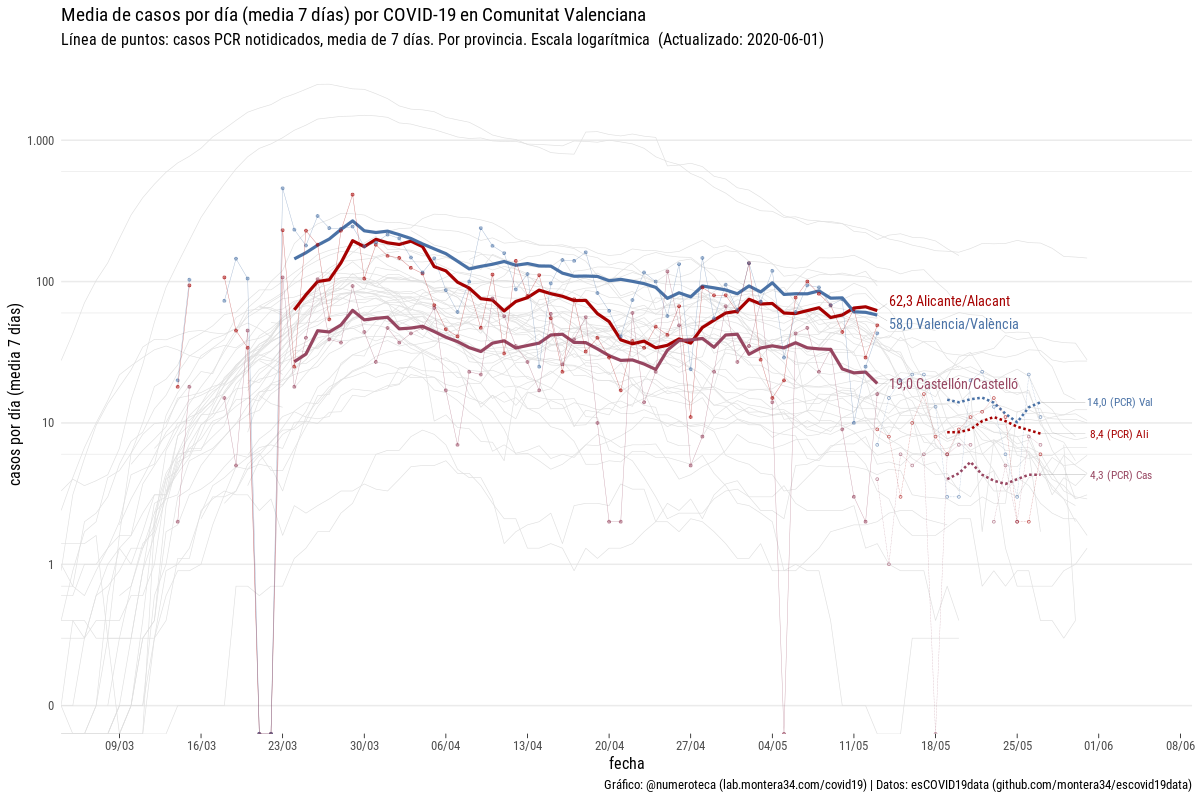 Media de casos por día (media 7 días) por COVID-19 en Comunitat Valenciana
Línea de puntos: casos PCR notidicados, media de 7 días. Por provincia. Escala logarítmica (Actualizado: 2020-06-01)
casos por día (media 7 días)
1.000
100
10
1
0
62,3 Alicante/Alacant
58,0 Valencia/València
19,0 Castellón/Castelló
14,0 (PCR) Val
8,4 (PCR) Ali
4,3 (PCR) Cas
09/03
16/03
23/03
30/03
06/04
13/04
20/04
27/04
04/05
11/05
18/05
25/05
01/06
08/06
fecha
Gráfico: @numeroteca (lab.montera34.com/covid19) | Datos: esCOVID19data (github.com/montera34/escovid19data)